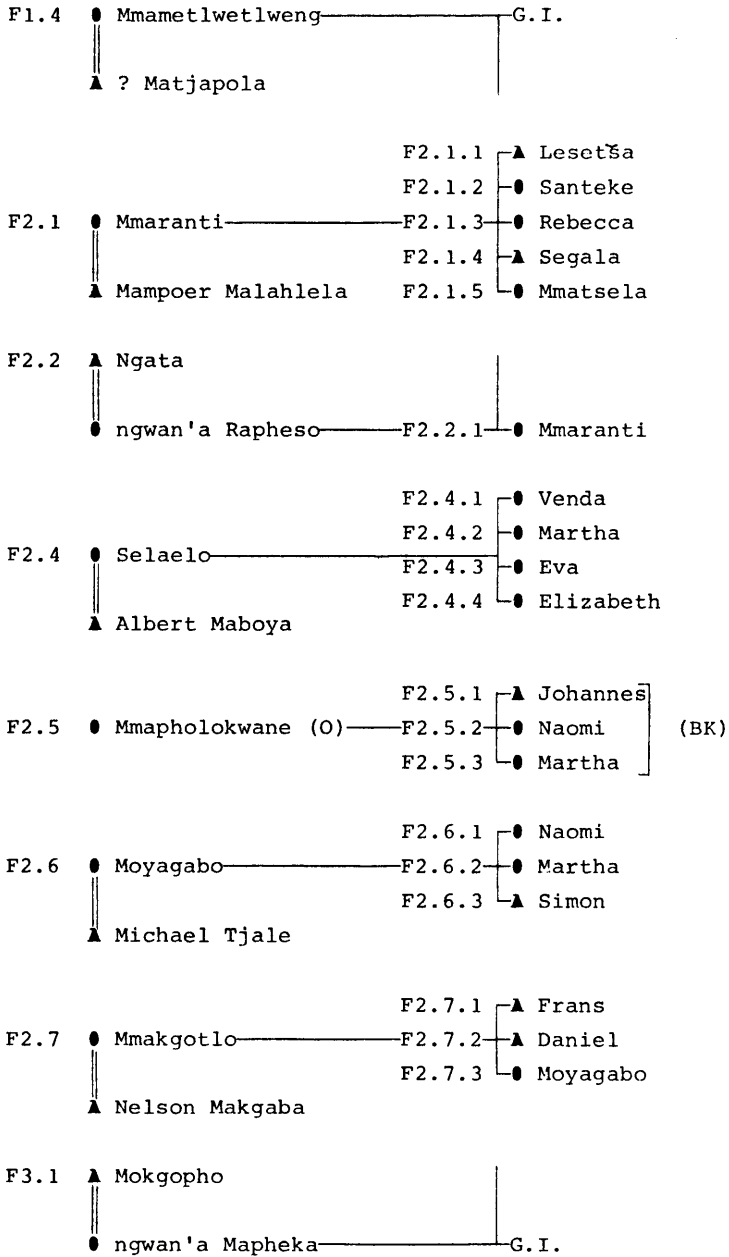 F1.4 Mmametlwetlweng G.I.
? Matjapola
F2.1.1 Lesetša
F2.1.2 Santeke
F2.1 Mmaranti F2.1.3 Rebecca
F2.1.4 Segala
Mampoer Malahlela F2.1.5 Mmatsela
F2.2 Ngata
ngwan'a Rapheso F2.2.1 Mmaranti
F2.4.1 Venda
F2.4.2 Martha
F2.4 Selaelo
F2.4.3 Eva
F2.4.4 Elizabeth
Albert Maboya
F2.5.1 Johannes
F2.5 Mmapholokwane (O) F2.5.2 Naomi (BK)
F2.5.3 Martha
F2.6.1 Naomi
F2.6 Moyagabo F2.6.2 Martha
F2.6.3 Simon
Michael Tjale
F2.7.1 Frans
F2.7 Mmakgotlo F2.7.2 Daniel
F2.7.3 Moyagabo
Nelson Makgaba
F3.1 Mokgopho
ngwan'a Mapheka G.I.